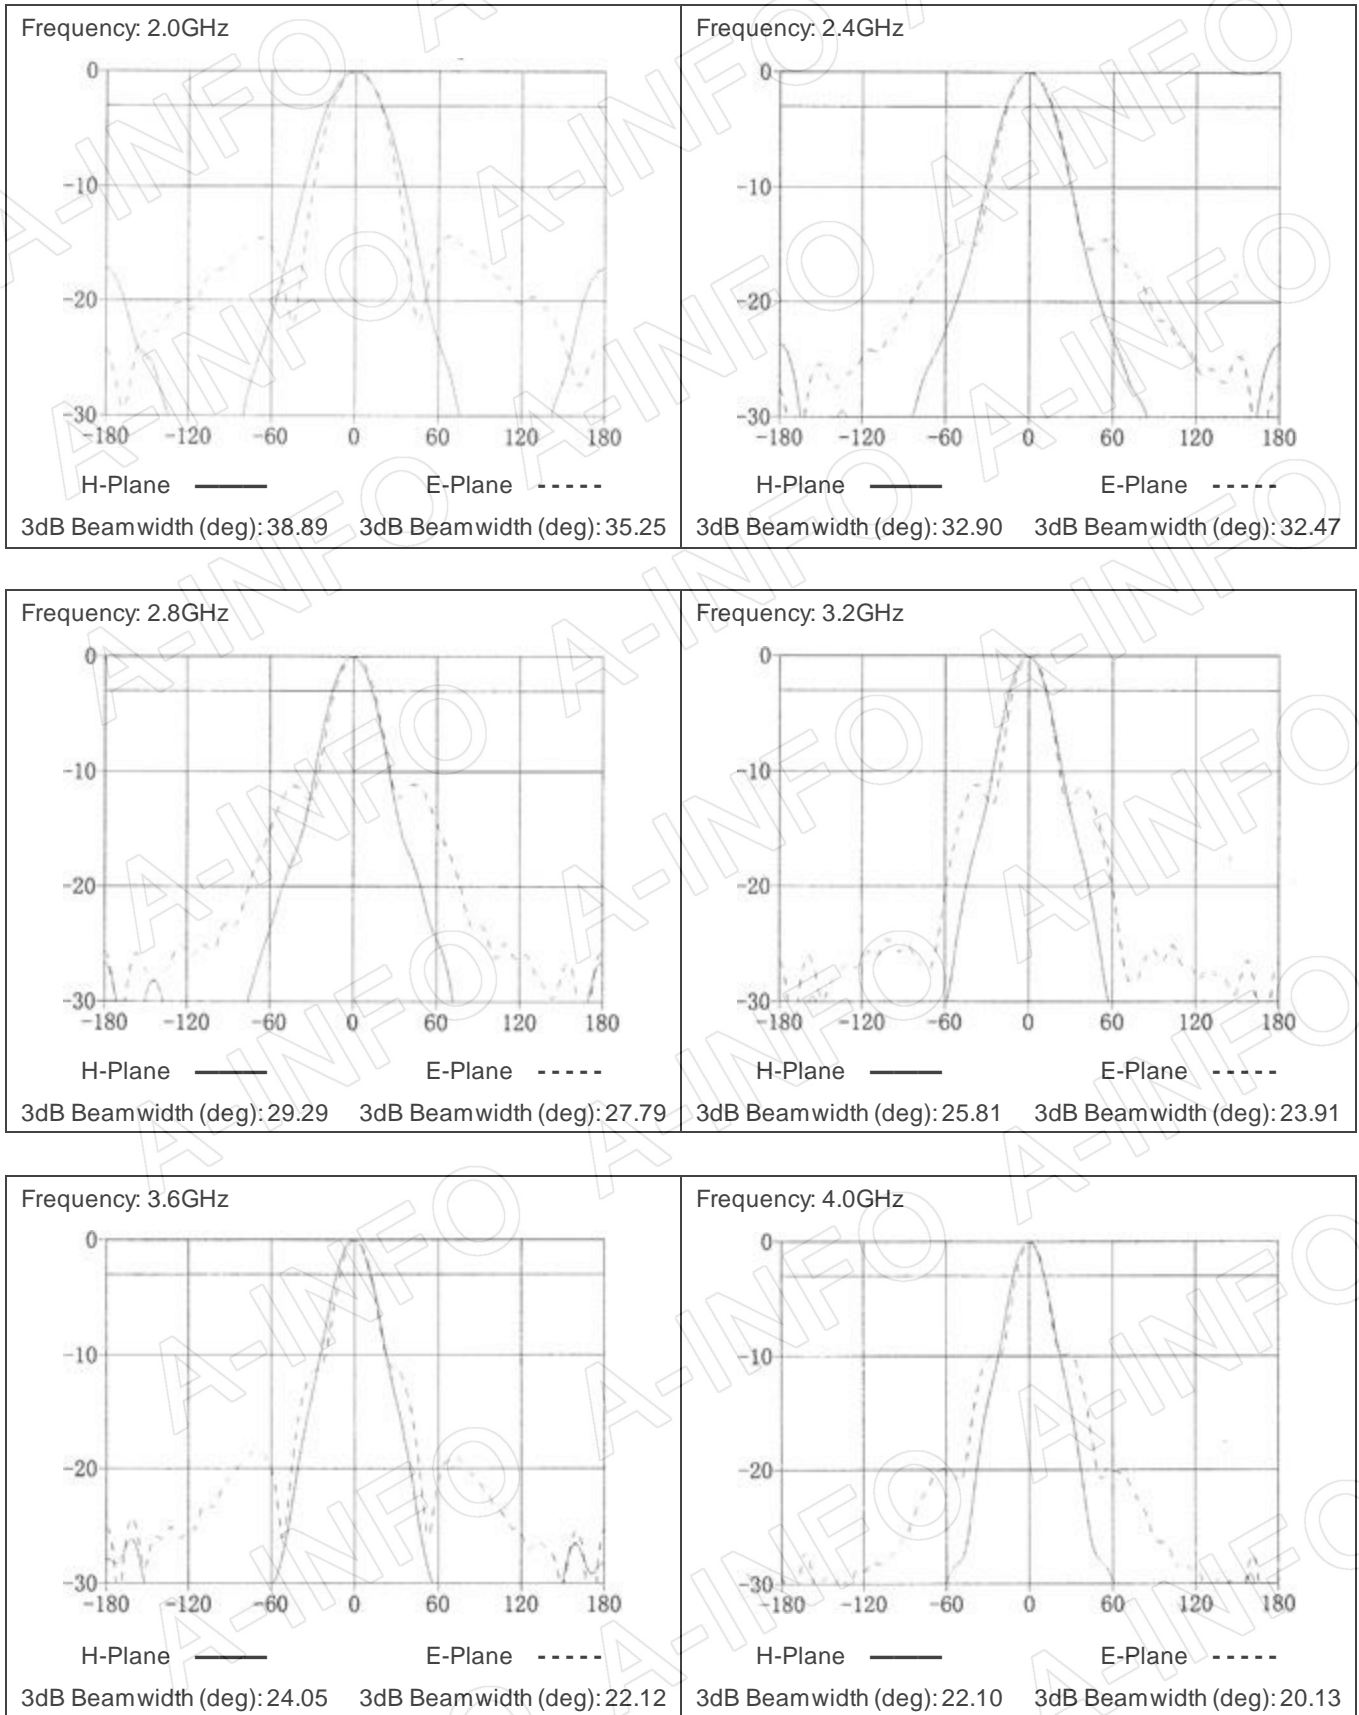 Frequency: 2.0GHz
0
-10
-20
-30
-180 -120 -60 0 60 120 180
H-Plane E-Plane
3dB Beamwidth (deg): 38.89 3dB Beamwidth (deg): 35.25
Frequency: 2.4GHz
0
-10
-20
-30
-180 -120 -60 0 60 120 180
H-Plane E-Plane
3dB Beamwidth (deg): 32.90 3dB Beamwidth (deg): 32.47
Frequency: 2.8GHz
0
-10
-20
-30
-180 -120 -60 0 60 120 180
H-Plane E-Plane
3dB Beamwidth (deg): 29.29 3dB Beamwidth (deg): 27.79
Frequency: 3.2GHz
0
-10
-20
-30
-180 -120 -60 0 60 120 180
H-Plane E-Plane
3dB Beamwidth (deg): 25.81 3dB Beamwidth (deg): 23.91
Frequency: 3.6GHz
0
-10
-20
-30
-180 -120 -60 0 60 120 180
H-Plane E-Plane
3dB Beamwidth (deg): 24.05 3dB Beamwidth (deg): 22.12
Frequency: 4.0GHz
0
-10
-20
-30
-180 -120 -60 0 60 120 180
H-Plane E-Plane
3dB Beamwidth (deg): 22.10 3dB Beamwidth (deg): 20.13
A-INFO